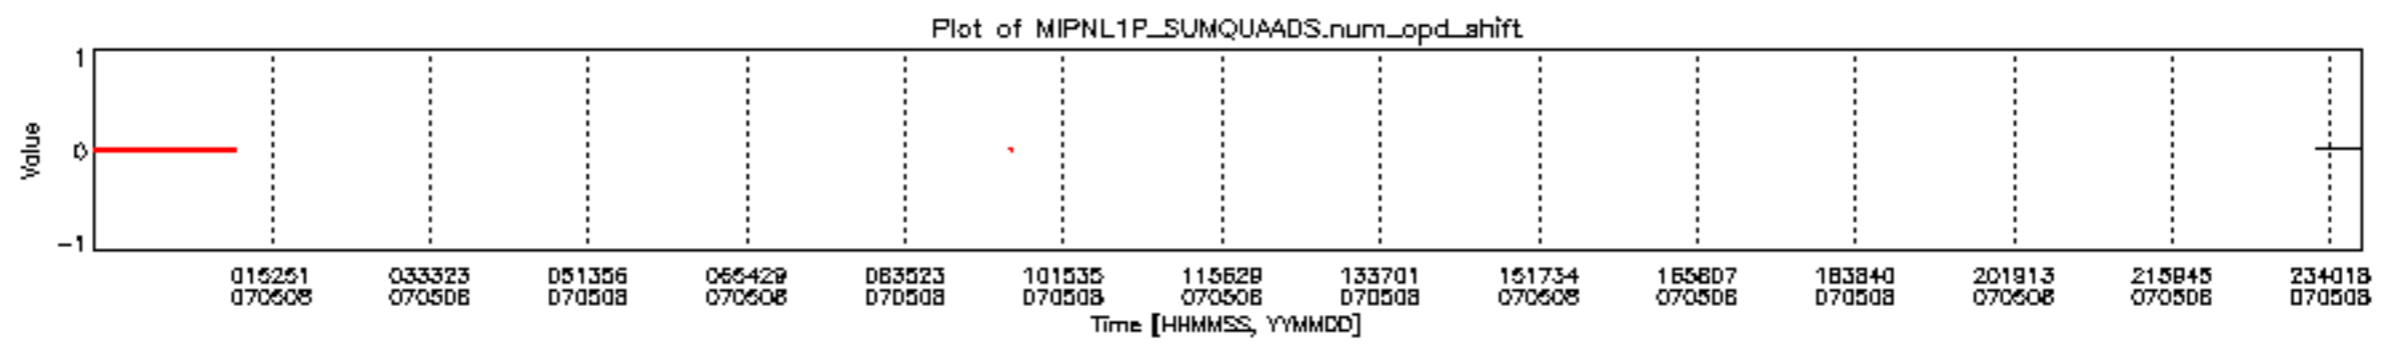 Plot of MIPNL1P_SUMQUAADS.num_opd_shift
1
Value
0
-1
015251 033323 051356 065429 083523 101535 115629 133701 151734 165807 183840 201913 215945 234018
070508 070508 070508 070508 070508 070508 070508 070508 070508 070508 070508 070508 070508 070508
Time [HHMMSS, YYMMDD]